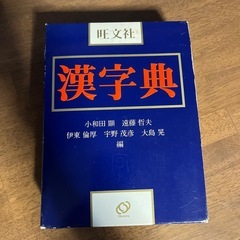 旺文社
漢字典
小和田 顯 遠藤 哲夫
伊東 倫厚 宇野 茂彦 大島 晃
編